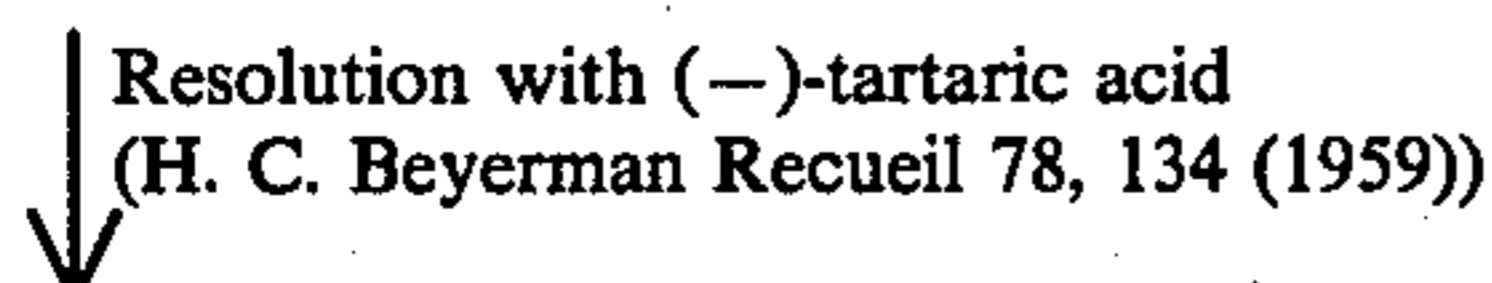 Resolution with (−)-tartaric acid
(H. C. Beyerman Recueil 78, 134 (1959))